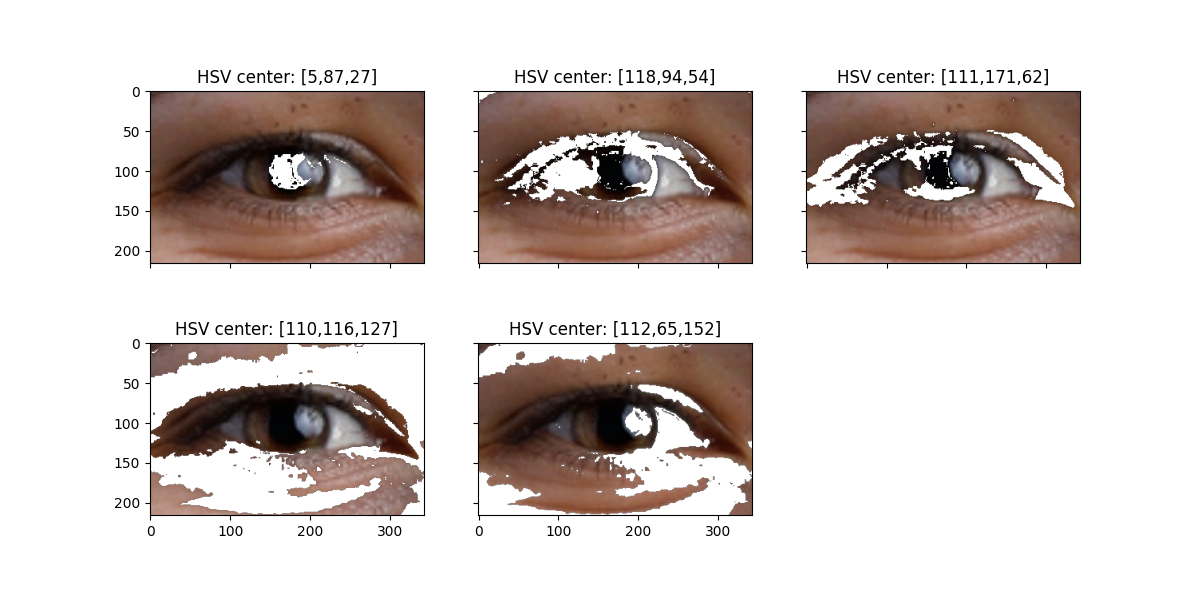 HSV center: [5,87,27]
HSV center: [118,94,54]
HSV center: [111,171,62]
0
50
100
150
200
HSV center: [110,116,127]
HSV center: [112,65,152]
0
50
100
150
200
0 100 200 300
0 100 200 300